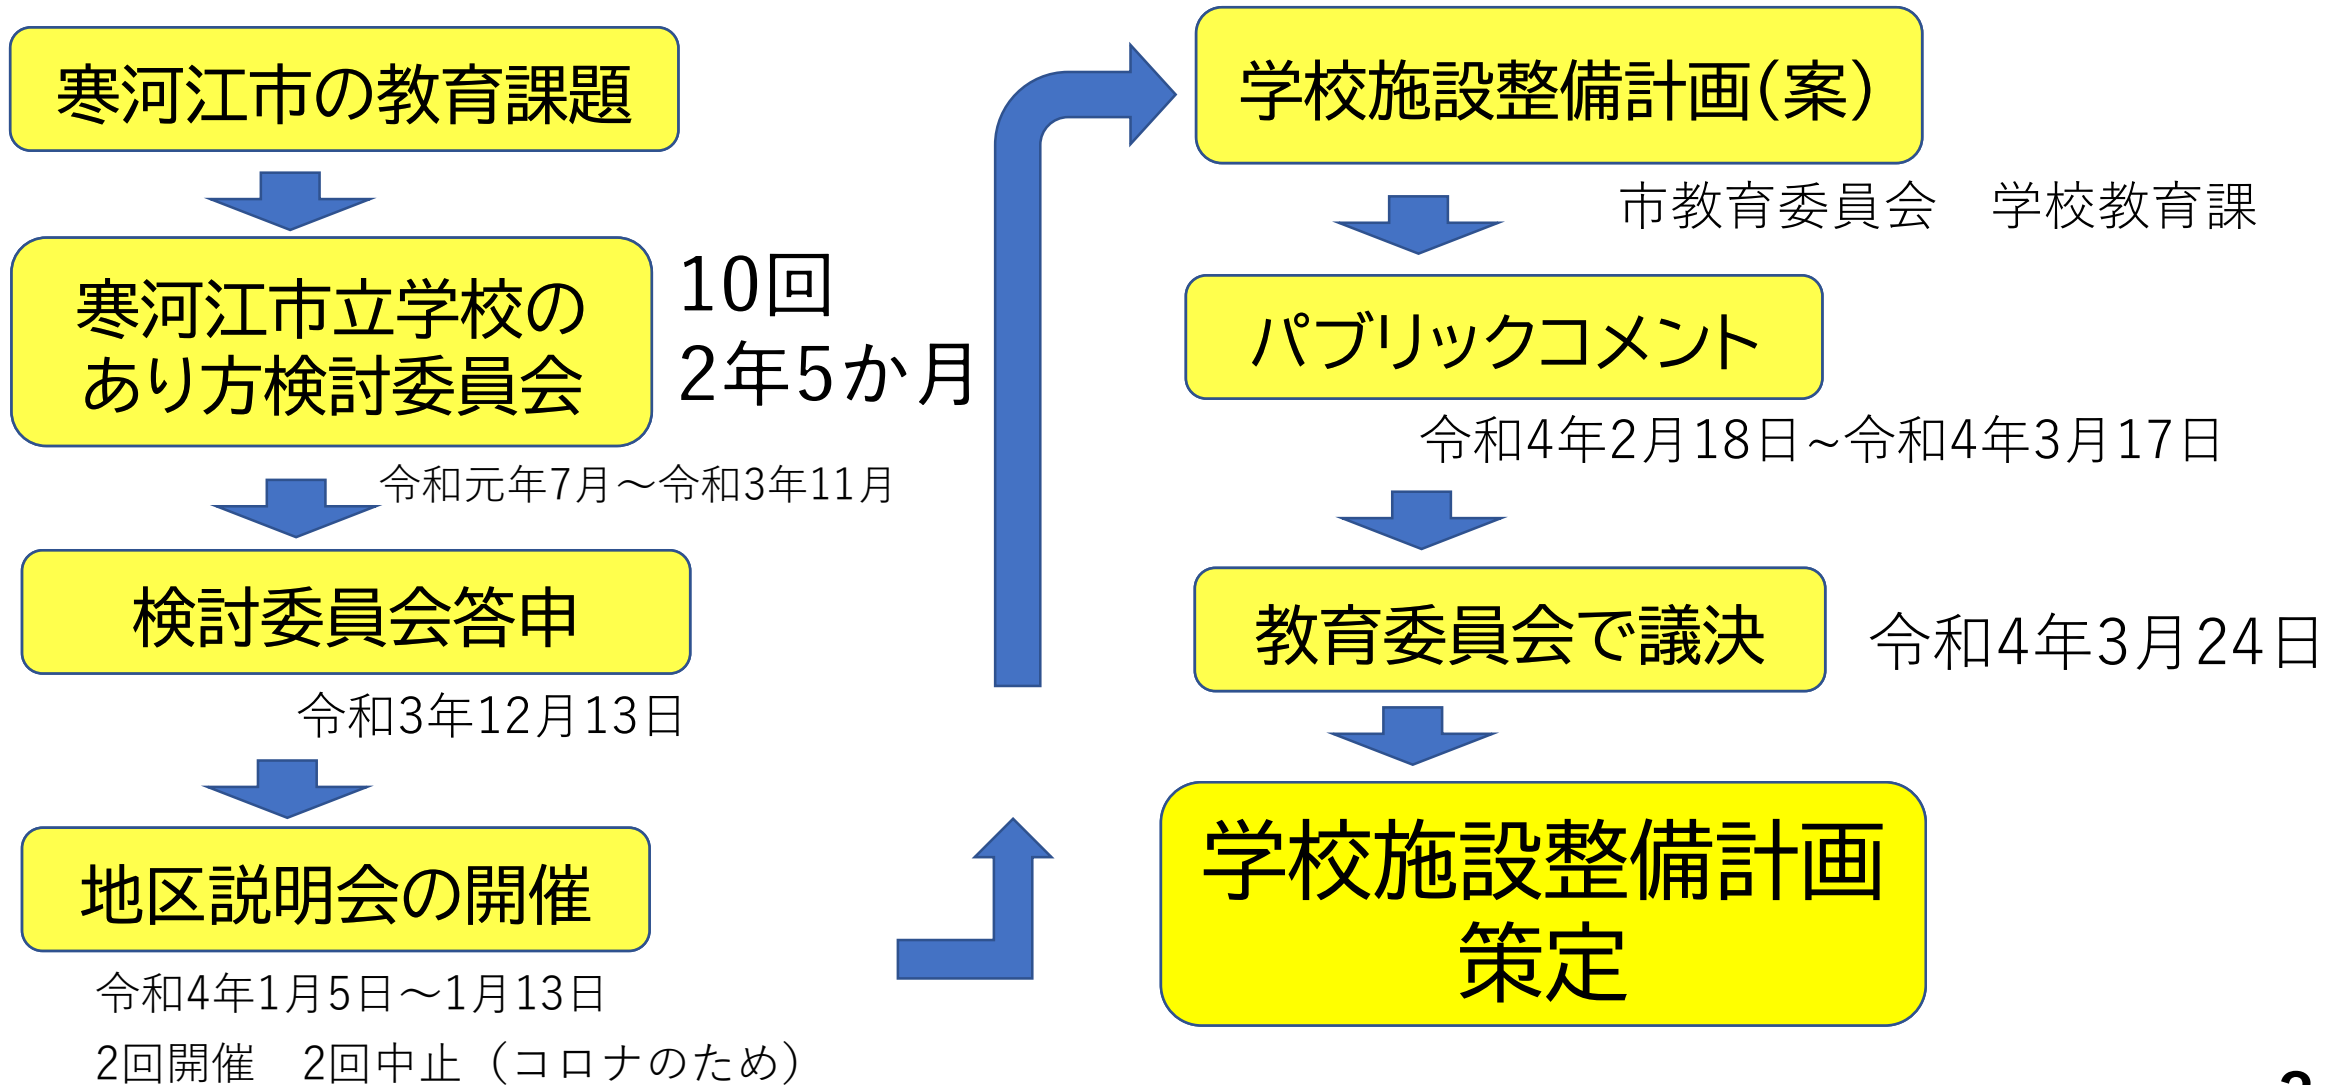 寒河江市の教育課題
寒河江市立学校の
あり方検討委員会
10回
2年5か月
令和元年7月～令和3年11月
検討委員会答申
令和3年12月13日
地区説明会の開催
令和4年1月5日～1月13日
2回開催　2回中止（コロナのため）
学校施設整備計画（案）
市教育委員会　学校教育課
パブリックコメント
令和4年2月18日~令和4年3月17日
教育委員会で議決
令和4年3月24日
学校施設整備計画
策定